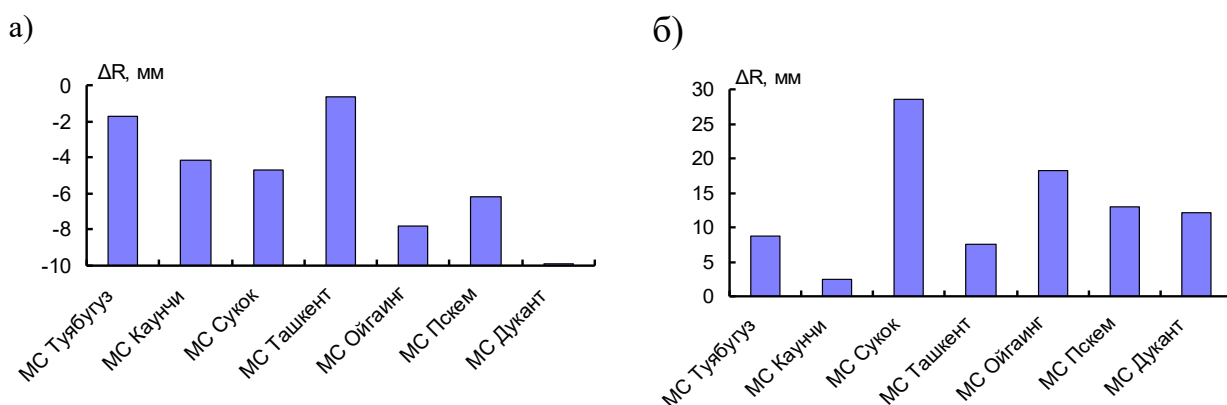 а)
ΔR, мм
0
-2
-4
-6
-8
-10
МС Туябугуз
МС Каунчи
МС Сукок
МС Ташкент
МС Ойгаинг
МС Пскем
МС Дукант
б)
ΔR, мм
30
25
20
15
10
5
0
МС Туябугуз
МС Каунчи
МС Сукок
МС Ташкент
МС Ойгаинг
МС Пскем
МС Дукант